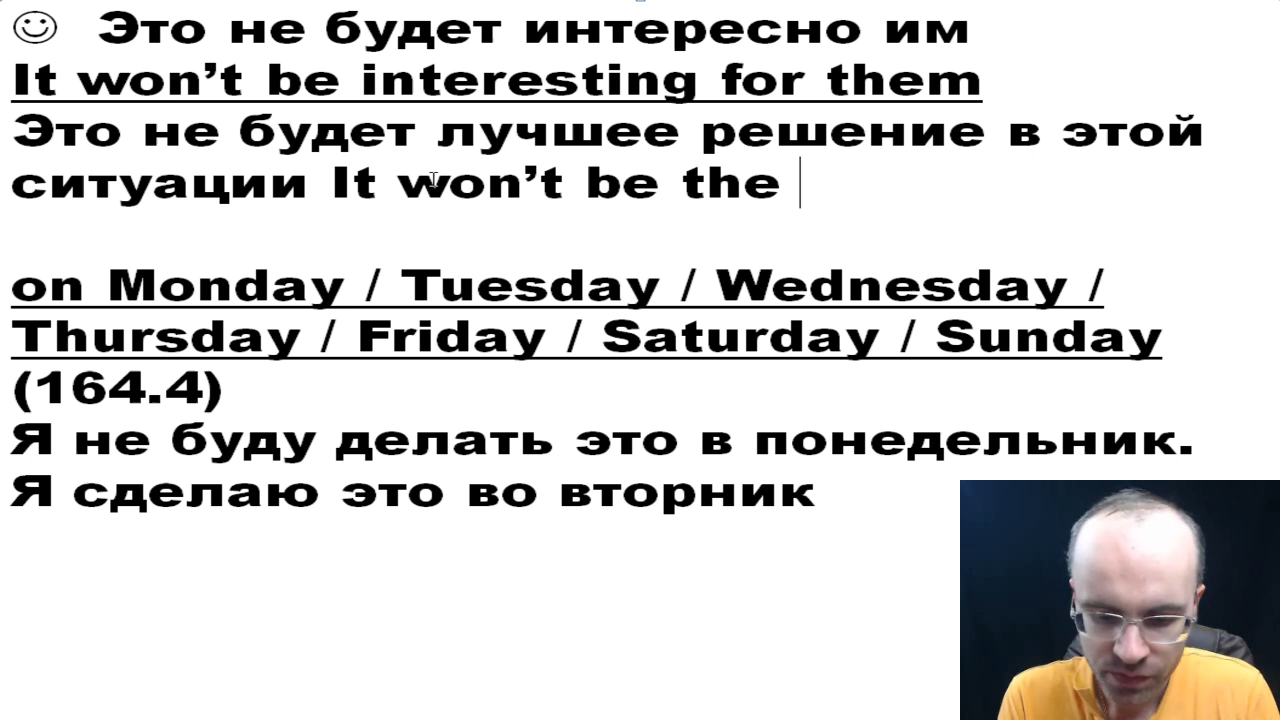 ☺ Это не будет интересно им
It won’t be interesting for them
Это не будет лучшее решение в этой
ситуации It won’t be the
on Monday / Tuesday / Wednesday /
Thursday / Friday / Saturday / Sunday
(164.4)
Я не буду делать это в понедельник.
Я сделаю это во вторник